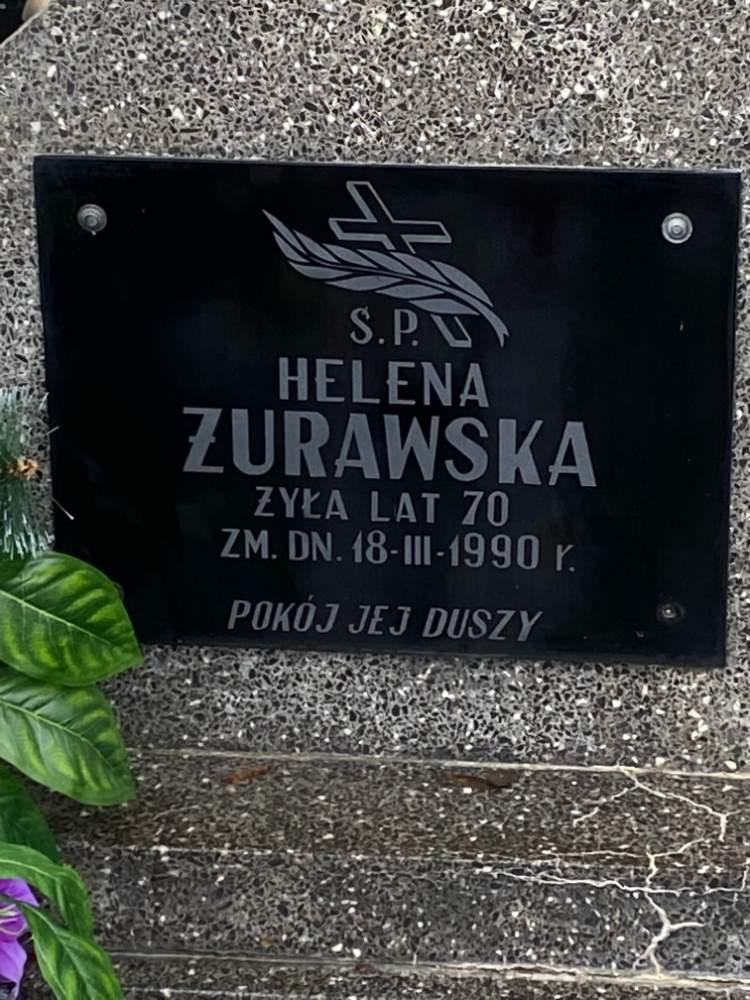 Ś.P.
HELENA
ŻURAWSKA
ŻYŁA LAT 70
ZM. DN. 18-III-1990 r.
POKÓJ JEJ DUSZY